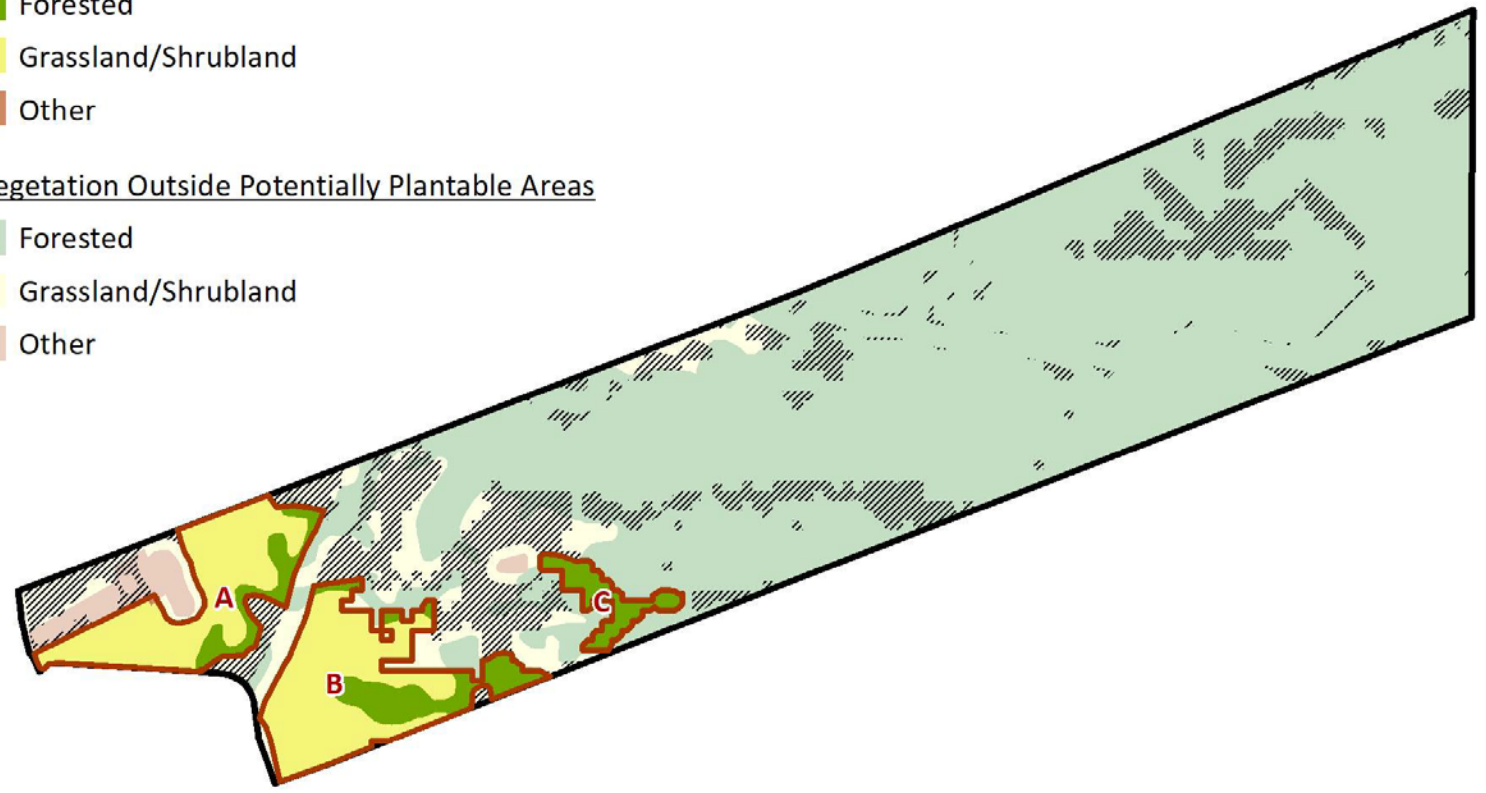 Forested
Grassland/Shrubland
Other
egetation Outside Potentially Plantable Areas
Forested
Grassland/Shrubland
Other
A
B
C